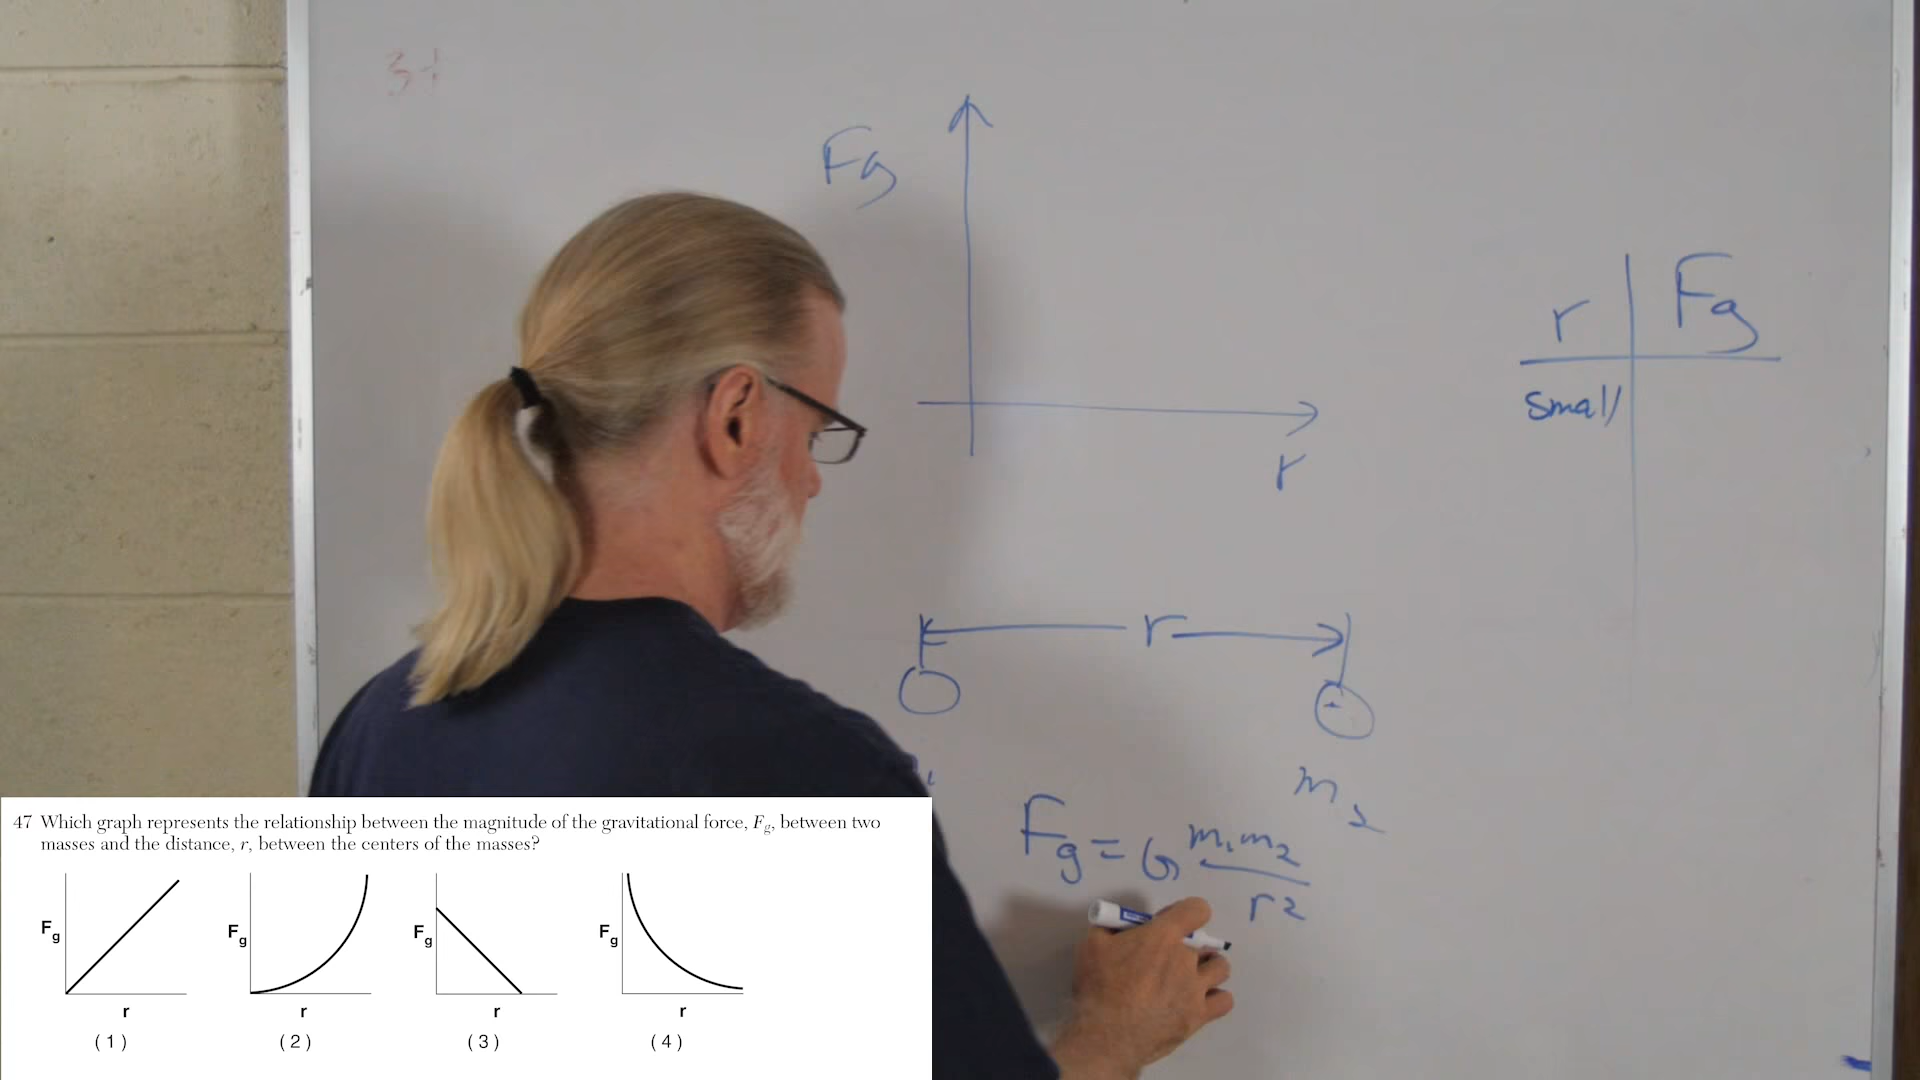 Fg
r
r Fg
small
r
m2
Fg = G m1m2
r2
47 Which graph represents the relationship between the magnitude of the gravitational force, Fg, between two
masses and the distance, r, between the centers of the masses?
Fg Fg Fg Fg
r r r r
(1) (2) (3) (4)